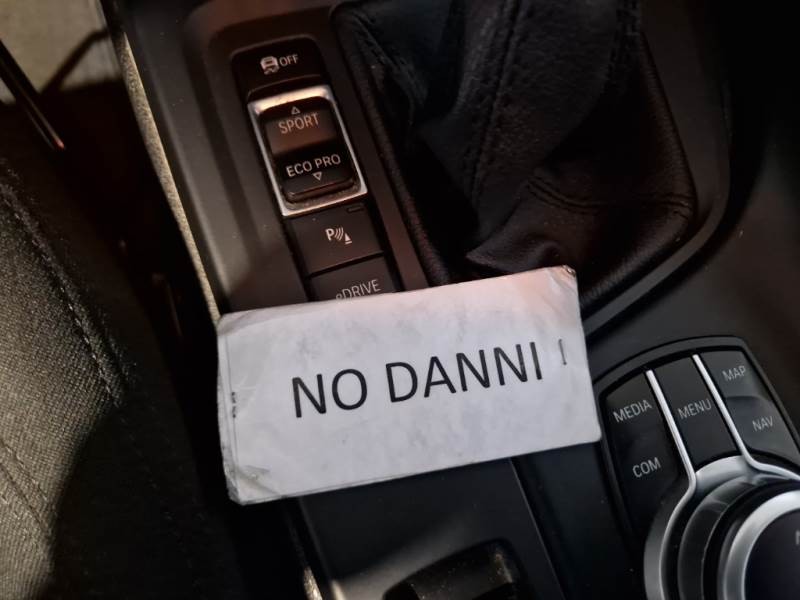 OFF
SPORT
ECO PRO
P
eDRIVE
NO DANNI
MEDIA
MENU
MAP
COM
NAV